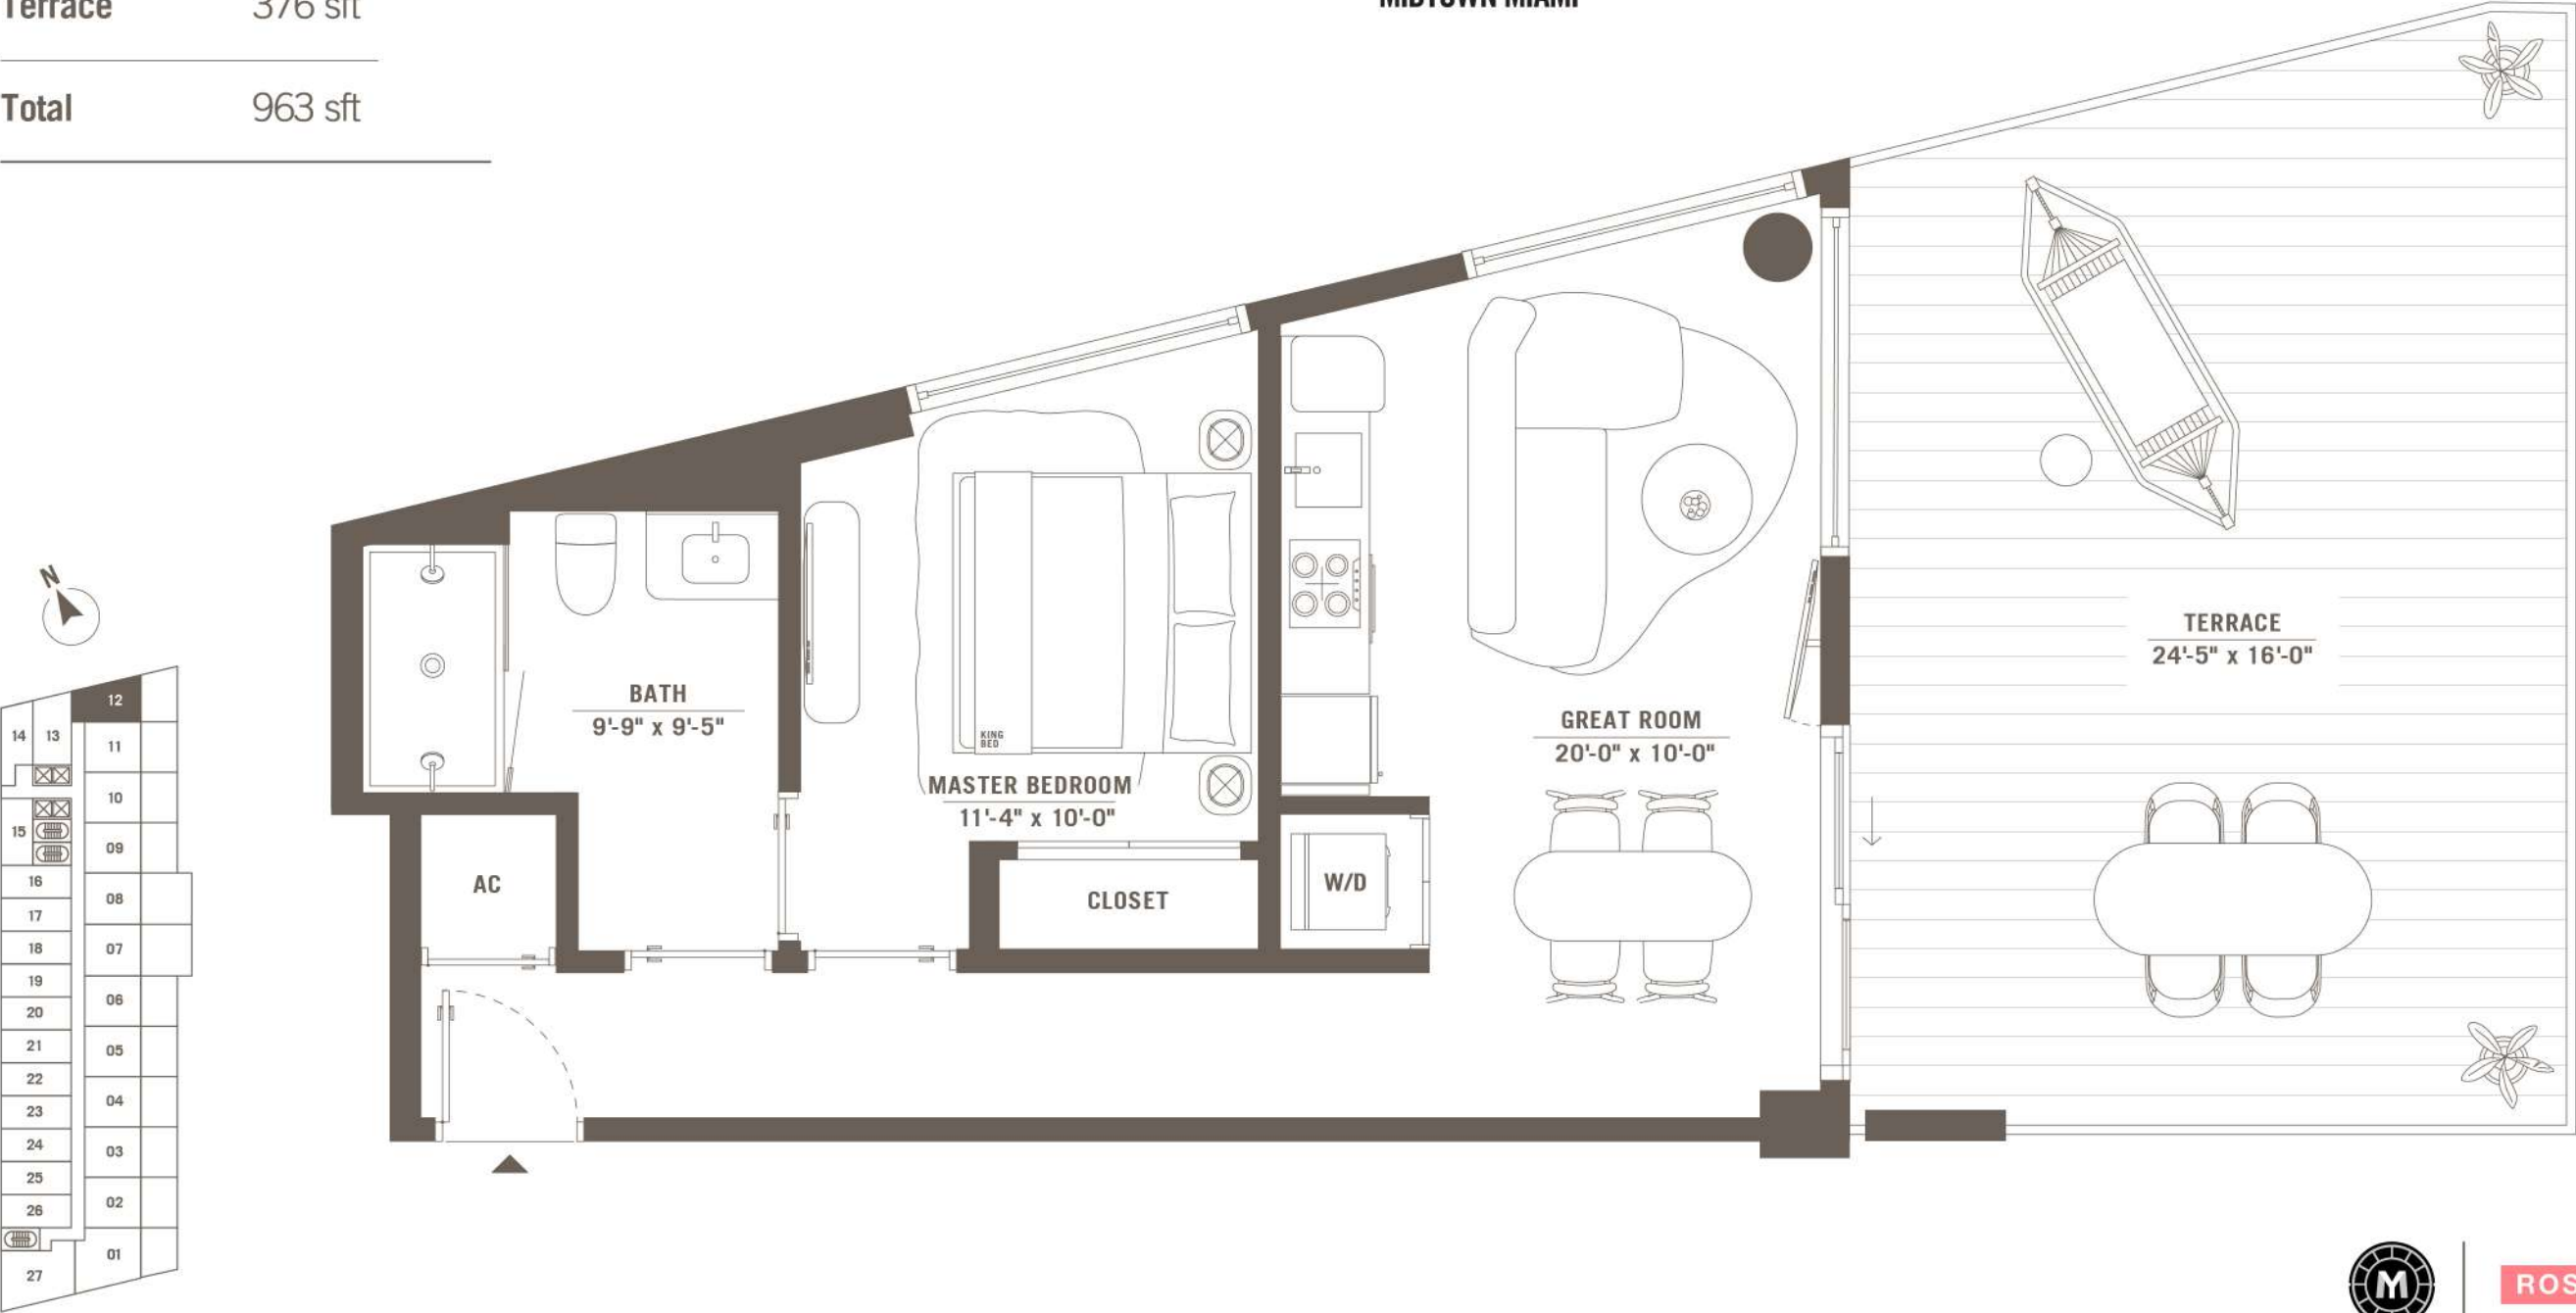 Terrace 376 sft
Total 963 sft
MIDTOWN MIAMI
TERRACE
24'-5" x 16'-0"
BATH
9'-9" x 9'-5"
GREAT ROOM
20'-0" x 10'-0"
KING
BED
MASTER BEDROOM
11'-4" x 10'-0"
AC
CLOSET
W/D
N
12
14
13
11
10
15
09
16
08
17
18
07
19
06
20
21
05
22
04
23
24
03
25
02
26
01
27
M
ROS